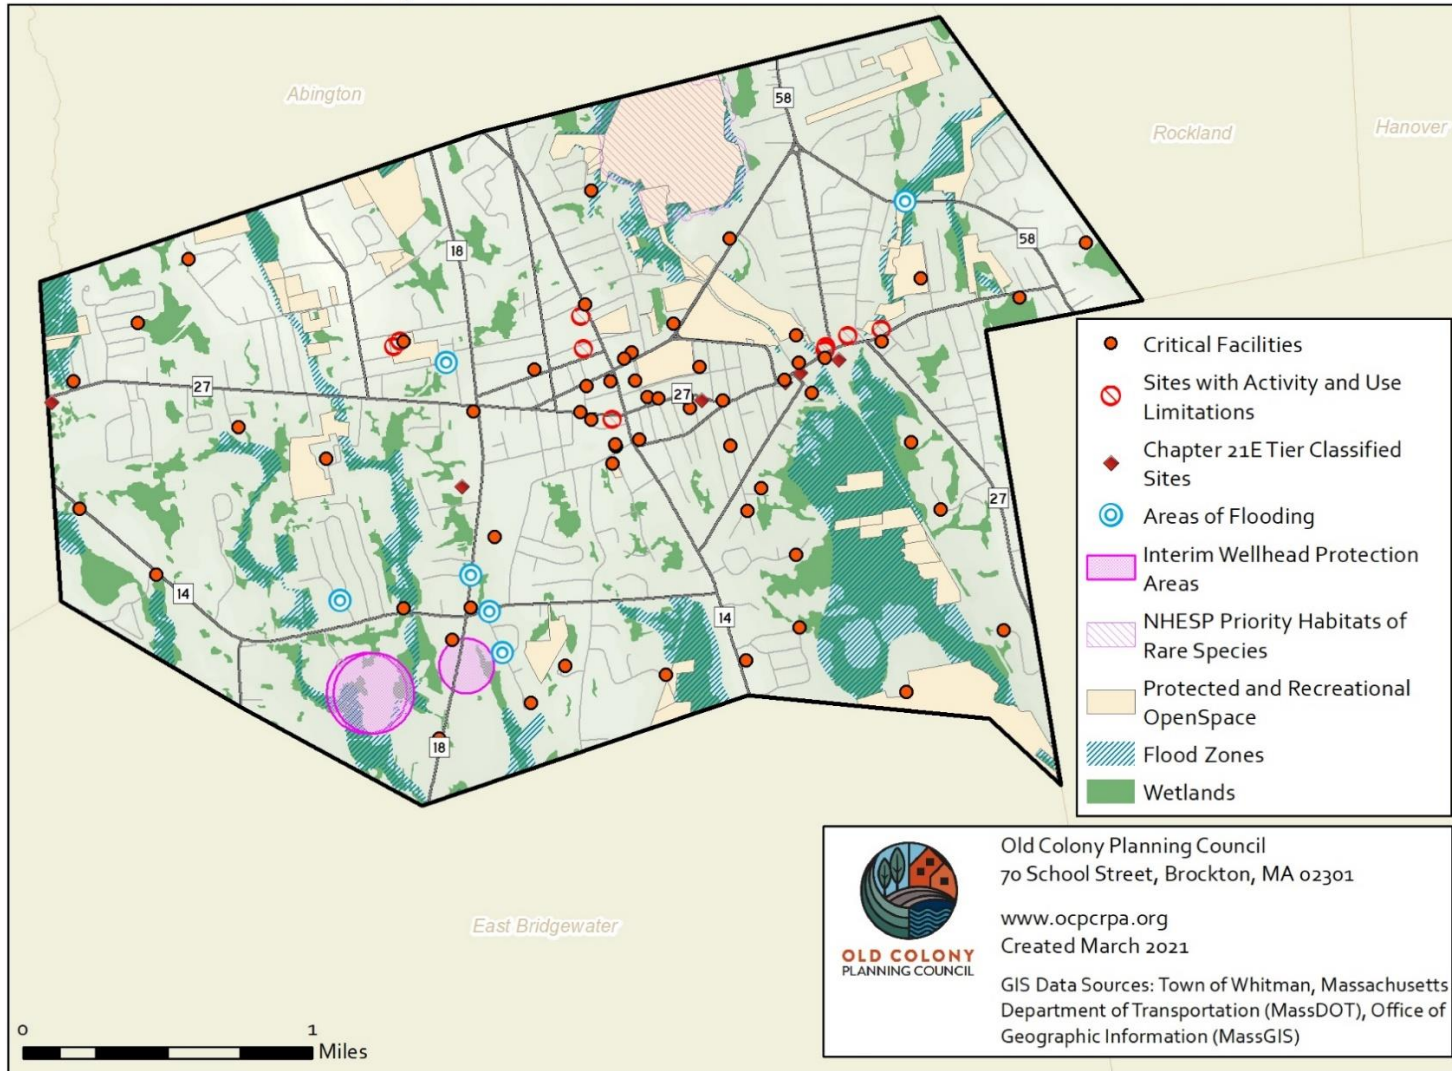 Abington
58
Rockland
Hanover
18
58
27
27
27
14
14
18
East Bridgewater
Critical Facilities
Sites with Activity and Use
Limitations
Chapter 21E Tier Classified
Sites
Areas of Flooding
Interim Wellhead Protection
Areas
NHESP Priority Habitats of
Rare Species
Protected and Recreational
OpenSpace
Flood Zones
Wetlands
OLD COLONY
PLANNING COUNCIL
Old Colony Planning Council
70 School Street, Brockton, MA 02301
www.ocpcrpa.org
Created March 2021
GIS Data Sources: Town of Whitman, Massachusetts
Department of Transportation (MassDOT), Office of
Geographic Information (MassGIS)
0 1
Miles